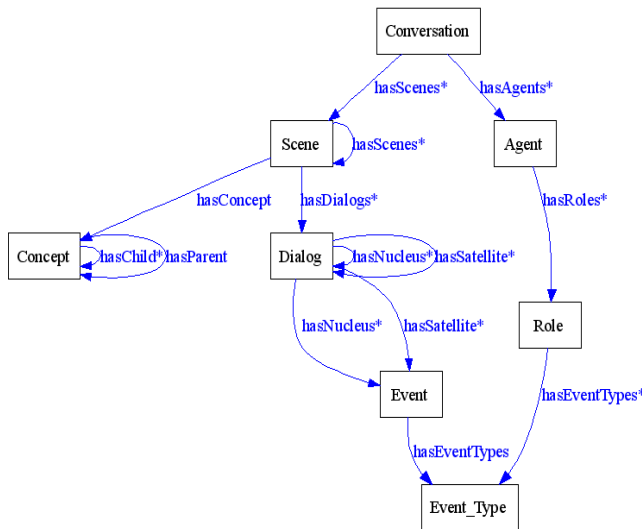 Conversation
hasScenes*
hasAgents*
Scene
hasScenes*
Agent
hasConcept
hasDialogs*
hasRoles*
Concept
hasChild*
hasParent
Dialog
hasNucleus*
hasSatellite*
hasNucleus*
hasSatellite*
Role
Event
hasEventTypes*
hasEventTypes
Event_Type